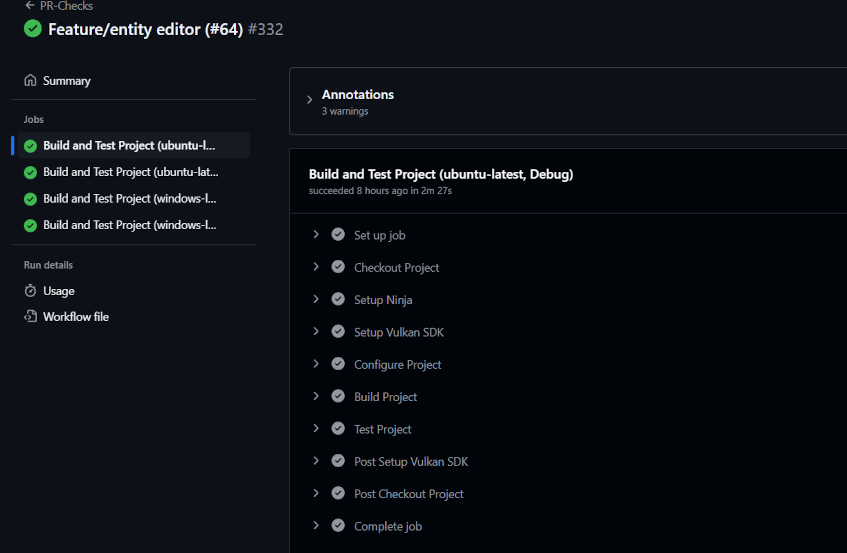 ← PR-Checks
Feature/entity editor (#64) #332
Summary
Jobs
Build and Test Project (ubuntu-l...
Build and Test Project (ubuntu-lat...
Build and Test Project (windows-l...
Build and Test Project (windows-l...
Run details
Usage
Workflow file
Annotations
3 warnings
Build and Test Project (ubuntu-latest, Debug)
succeeded 8 hours ago in 2m 27s
Set up job
Checkout Project
Setup Ninja
Setup Vulkan SDK
Configure Project
Build Project
Test Project
Post Setup Vulkan SDK
Post Checkout Project
Complete job